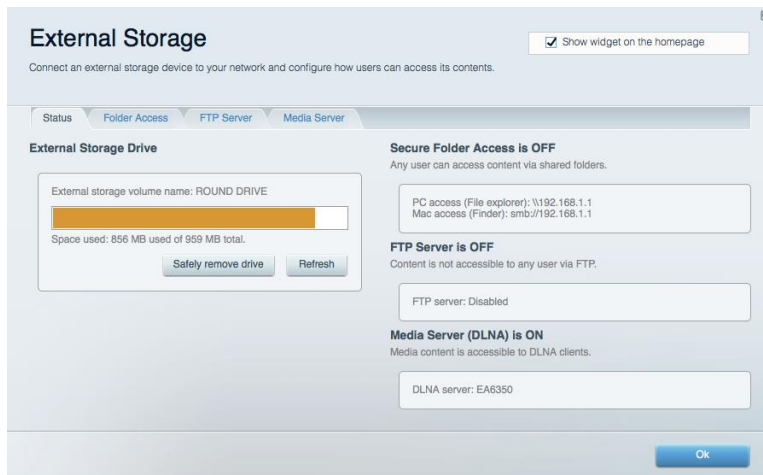 External Storage
Show widget on the homepage
Connect an external storage device to your network and configure how users can access its contents.
Status
Folder Access
FTP Server
Media Server
External Storage Drive
External storage volume name: ROUND DRIVE
Space used: 856 MB used of 959 MB total.
Safely remove drive
Refresh
Secure Folder Access is OFF
Any user can access content via shared folders.
PC access (File explorer): \\192.168.1.1
Mac access (Finder): smb://192.168.1.1
FTP Server is OFF
Content is not accessible to any user via FTP.
FTP server: Disabled
Media Server (DLNA) is ON
Media content is accessible to DLNA clients.
DLNA server: EA6350
Ok